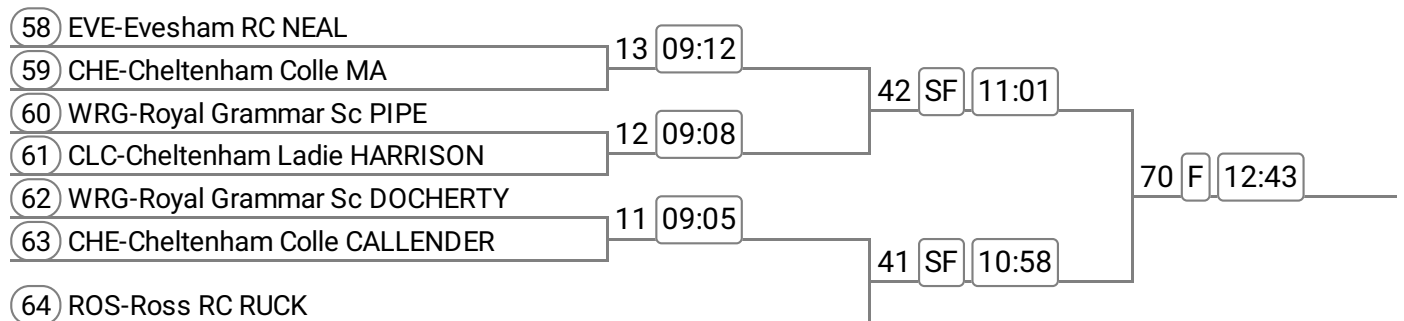 58 EVE-Evesham RC NEAL
13 09:12
59 CHE-Cheltenham Colle MA
42 SF 11:01
60 WRG-Royal Grammar Sc PIPE
12 09:08
61 CLC-Cheltenham Ladie HARRISON
70 F 12:43
62 WRG-Royal Grammar Sc DOCHERTY
11 09:05
63 CHE-Cheltenham Colle CALLENDER
41 SF 10:58
64 ROS-Ross RC RUCK